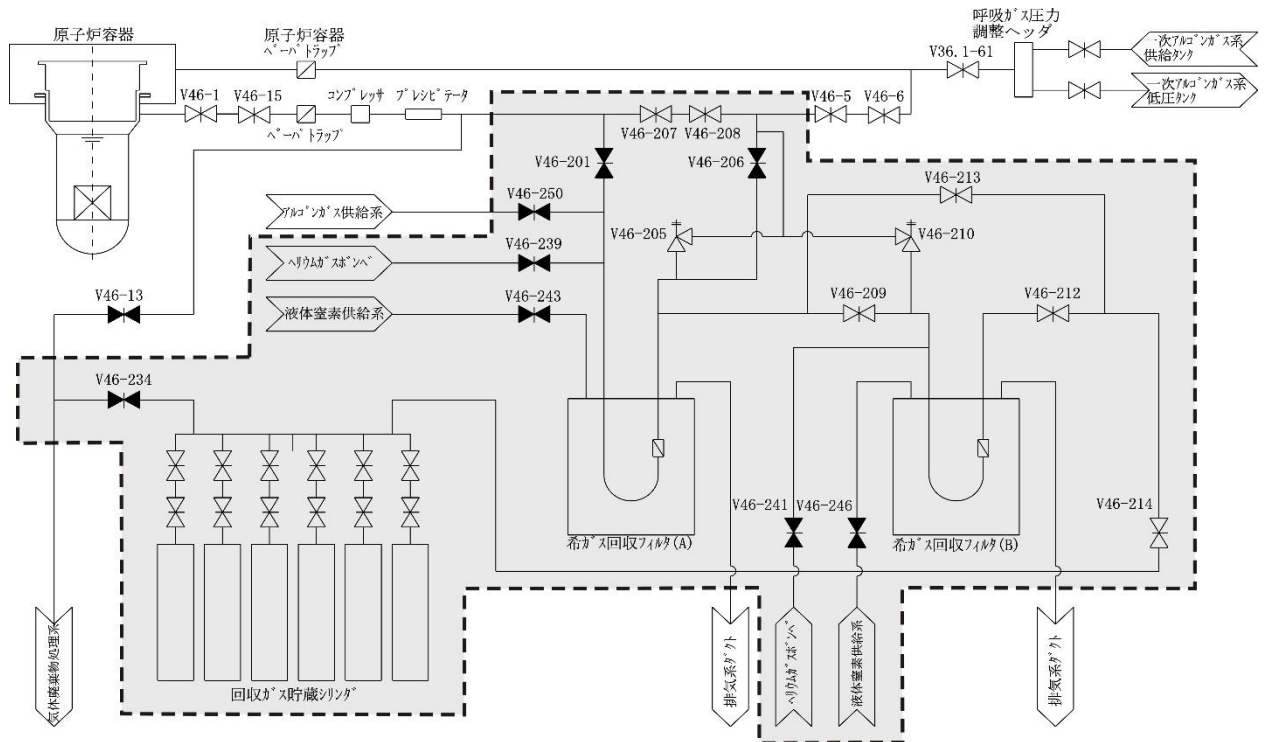 原子炉容器
原子炉容器
ベーパトラップ
呼吸ガス圧力
調整ヘッダ
V36.1-61
一次アルゴンガス系
供給タンク
一次アルゴンガス系
低圧タンク
V46-1
V46-15
コンプレッサ
プレシピテータ
V46-5
V46-6
ベーパトラップ
V46-207
V46-208
V46-201
V46-206
V46-213
V46-250
アルゴンガス供給系
V46-205
V46-210
V46-239
ヘリウムガスボンベ
V46-13
V46-243
V46-209
V46-212
液体窒素供給系
V46-234
V46-241
V46-246
V46-214
希ガス回収フィルタ(A)
希ガス回収フィルタ(B)
気体廃棄物処理系
回収ガス貯蔵シリンダ
排気系ダクト
ヘリウムガスボンベ
液体窒素供給系
排気系ダクト